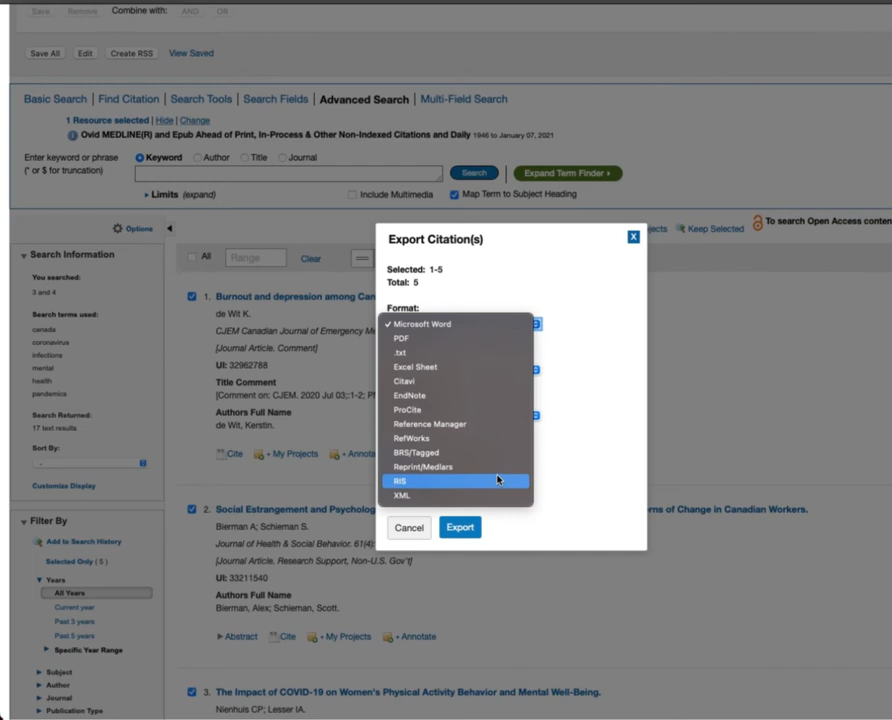 Save Remove Combine with: AND OR
Save All Edit Create RSS View Saved
Basic Search | Find Citation | Search Tools | Search Fields | Advanced Search | Multi-Field Search
1 Resource selected | Hide | Change
Ovid MEDLINE(R) and Epub Ahead of Print, In-Process & Other Non-Indexed Citations and Daily 1946 to January 07, 2021
Enter keyword or phrase
(* or $ for truncation)
Keyword Author Title Journal
Search
Expand Term Finder
Limits (expand)
Include Multimedia
Map Term to Subject Heading
Options
Keep Selected
To search Open Access
Search Information
You searched:
3 and 4
Search terms used:
canada
coronavirus
infections
mental
health
pandemics
Search Returned:
17 text results
Sort By:
-
Customize Display
Filter By
Add to Search History
Selected Only ( 5 )
Years
All Years
Current year
Past 3 years
Past 5 years
Specific Year Range
Subject
Author
Journal
Publication Type
All Range Clear
1. Burnout and depression among
de Wit K.
CJEM Canadian Journal of Emergency
[Journal Article. Comment]
UI: 32962788
Title Comment
[Comment on: CJEM. 2020 Jul 03;:1-2;
Authors Full Name
de Wit, Kerstin.
Cite + My Projects +
2. Social Estrangement and
of Change in Canadian Workers.
Bierman A; Schieman S.
Journal of Health & Social Behavior. 61(4):
[Journal Article. Research Support, Non-U.S. Gov't]
UI: 33211540
Authors Full Name
Bierman, Alex; Schieman, Scott.
Abstract Cite + My Projects + Annotate
3. The Impact of COVID-19 on Women's Physical Activity Behavior and Mental Well-Being.
Nienhuis CP; Lesser IA.
Export Citation(s)
X
Selected: 1-5
Total: 5
Format:
✓ Microsoft Word
PDF
.txt
Excel Sheet
Citavi
EndNote
ProCite
Reference Manager
RefWorks
BRS/Tagged
Reprint/Medlars
RIS
XML
Cancel Export